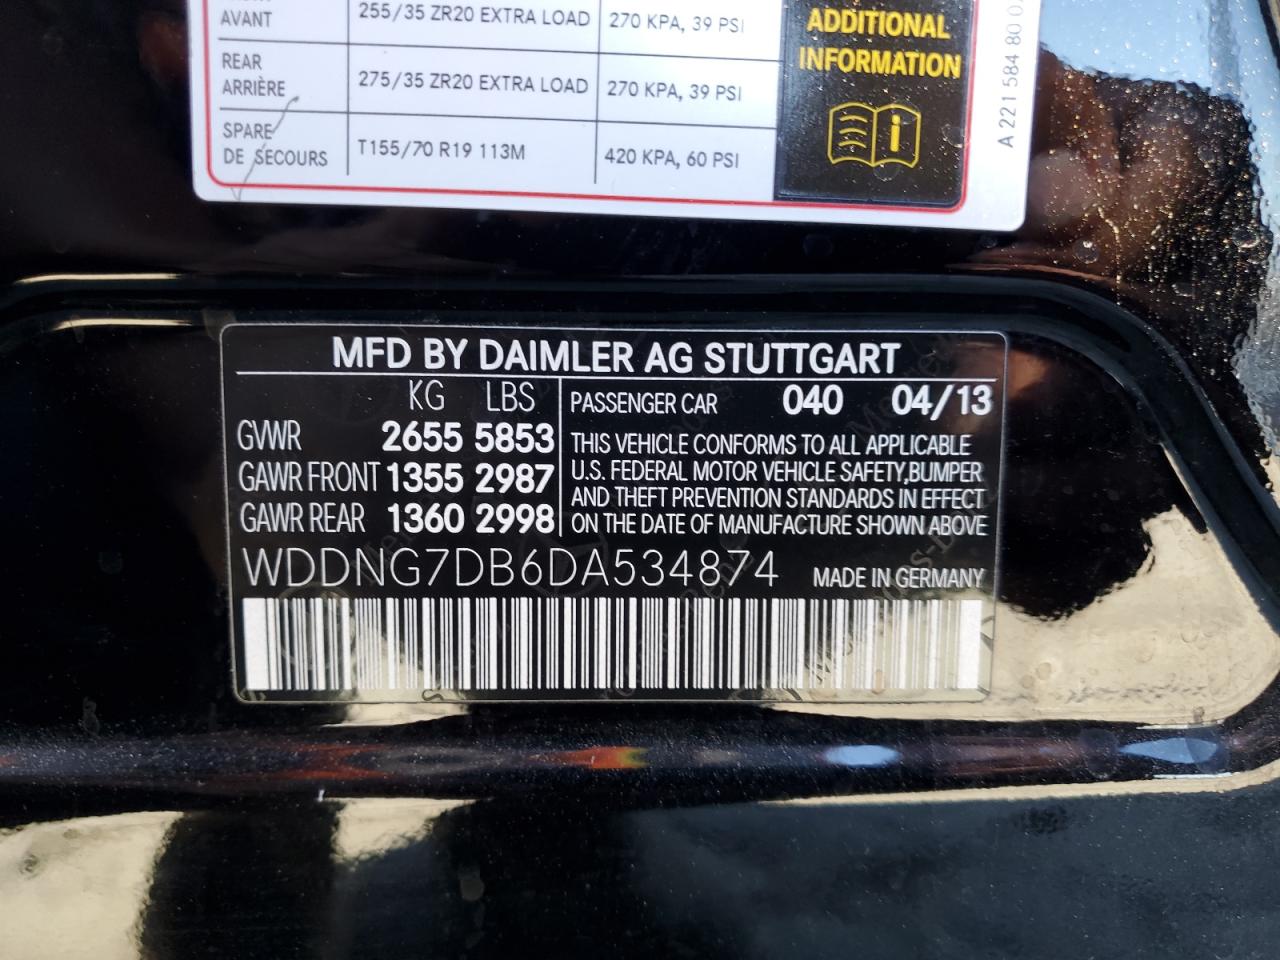 AVANT 255/35 ZR20 EXTRA LOAD 270 KPA, 39 PSI
REAR
ARRIÈRE 275/35 ZR20 EXTRA LOAD 270 KPA, 39 PSI
SPARE
DE SECOURS T155/70 R19 113M 420 KPA, 60 PSI
ADDITIONAL
INFORMATION
A 221 584 80
MFD BY DAIMLER AG STUTTGART
KG LBS
GVWR 2655 5853
GAWR FRONT 1355 2987
GAWR REAR 1360 2998
PASSENGER CAR 040 04/13
THIS VEHICLE CONFORMS TO ALL APPLICABLE
U.S. FEDERAL MOTOR VEHICLE SAFETY,BUMPER
AND THEFT PREVENTION STANDARDS IN EFFECT
ON THE DATE OF MANUFACTURE SHOWN ABOVE
WDDNG7DB6DA534874 MADE IN GERMANY